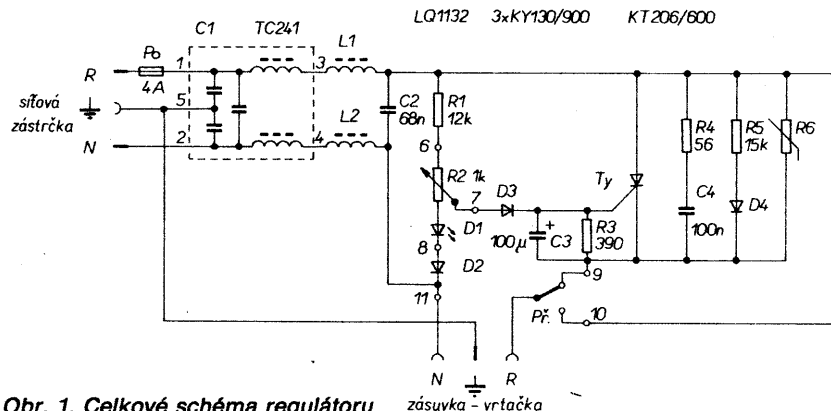 LQ1132 3xKY130/900 KT206/600
C1 TC241 L1
Po 1 3
R 4A
síťová zástrčka
5
C2 68n
R1 12k
N 2 4 L2
6
R2 1k
7 D3
Ty
R4 56
R5 15k
R6
D1
8
100µ + C3
R3 390
C4 100n
D4
D2
9
11
Př. 10
N R
Obr. 1. Celkové schéma regulátoru zásuvka - vrtačka